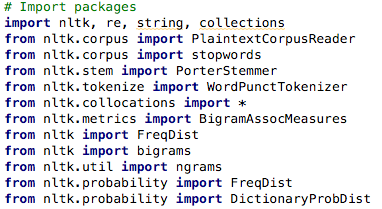 # Import packages
import nltk, re, string, collections
from nltk.corpus import PlaintextCorpusReader
from nltk.corpus import stopwords
from nltk.stem import PorterStemmer
from nltk.tokenize import WordPunctTokenizer
from nltk.collocations import *
from nltk.metrics import BigramAssocMeasures
from nltk import FreqDist
from nltk import bigrams
from nltk.util import ngrams
from nltk.probability import FreqDist
from nltk.probability import DictionaryProbDist